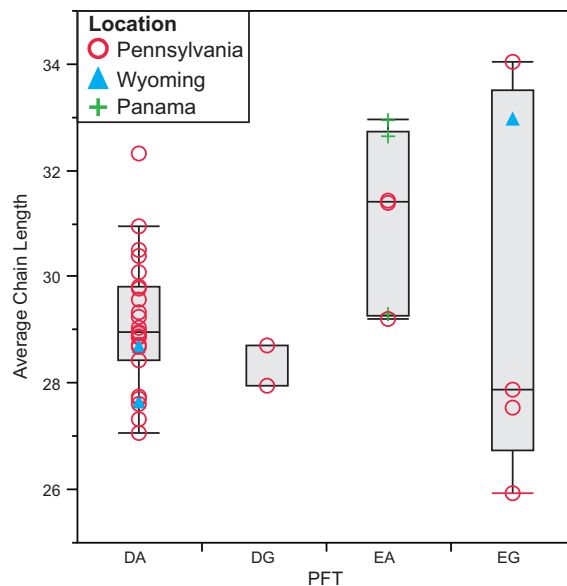 Location
Pennsylvania
Wyoming
Panama
34
32
30
28
26
Average Chain Length
DA DG EA EG
PFT